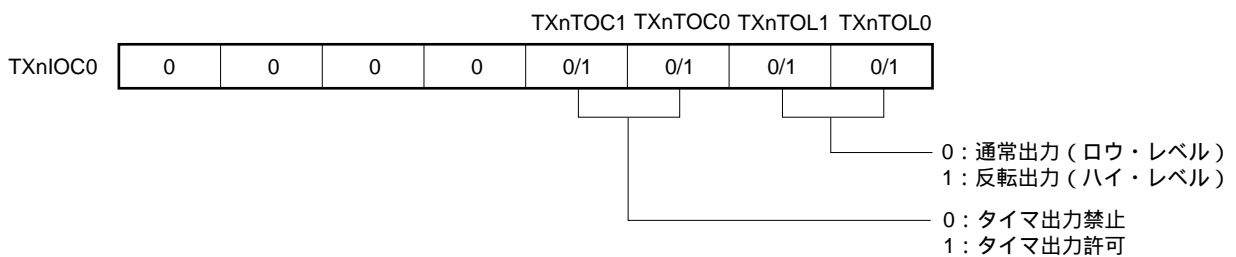 TXnTOC1 TXnTOC0 TXnTOL1 TXnTOL0
TXnIOC0 0 0 0 0 0/1 0/1 0/1 0/1
0：通常出力（ロウ・レベル）
1：反転出力（ハイ・レベル）
0：タイマ出力禁止
1：タイマ出力許可